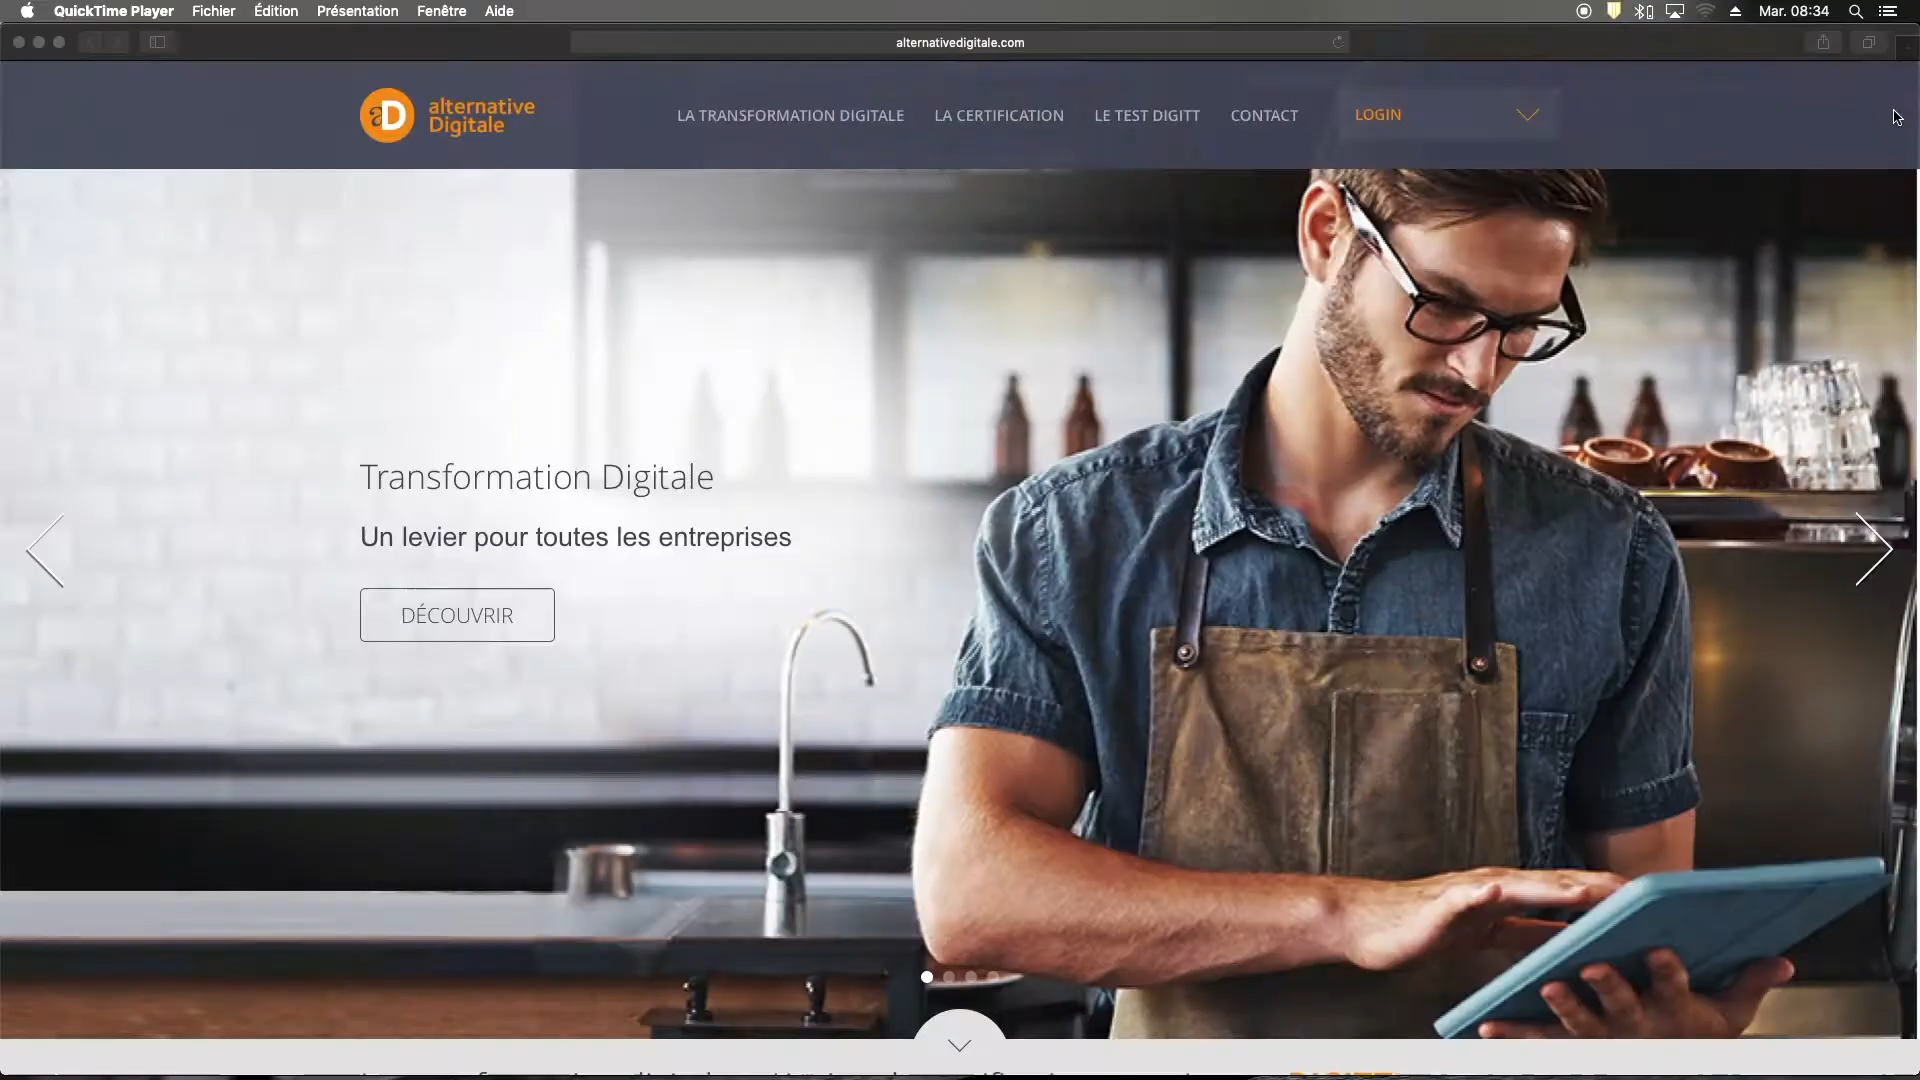 QuickTime Player Fichier Édition Présentation Fenêtre Aide Mar. 08:34
alternativedigitale.com
aD alternative Digitale
LA TRANSFORMATION DIGITALE LA CERTIFICATION LE TEST DIGITT CONTACT LOGIN
Transformation Digitale
Un levier pour toutes les entreprises
DÉCOUVRIR